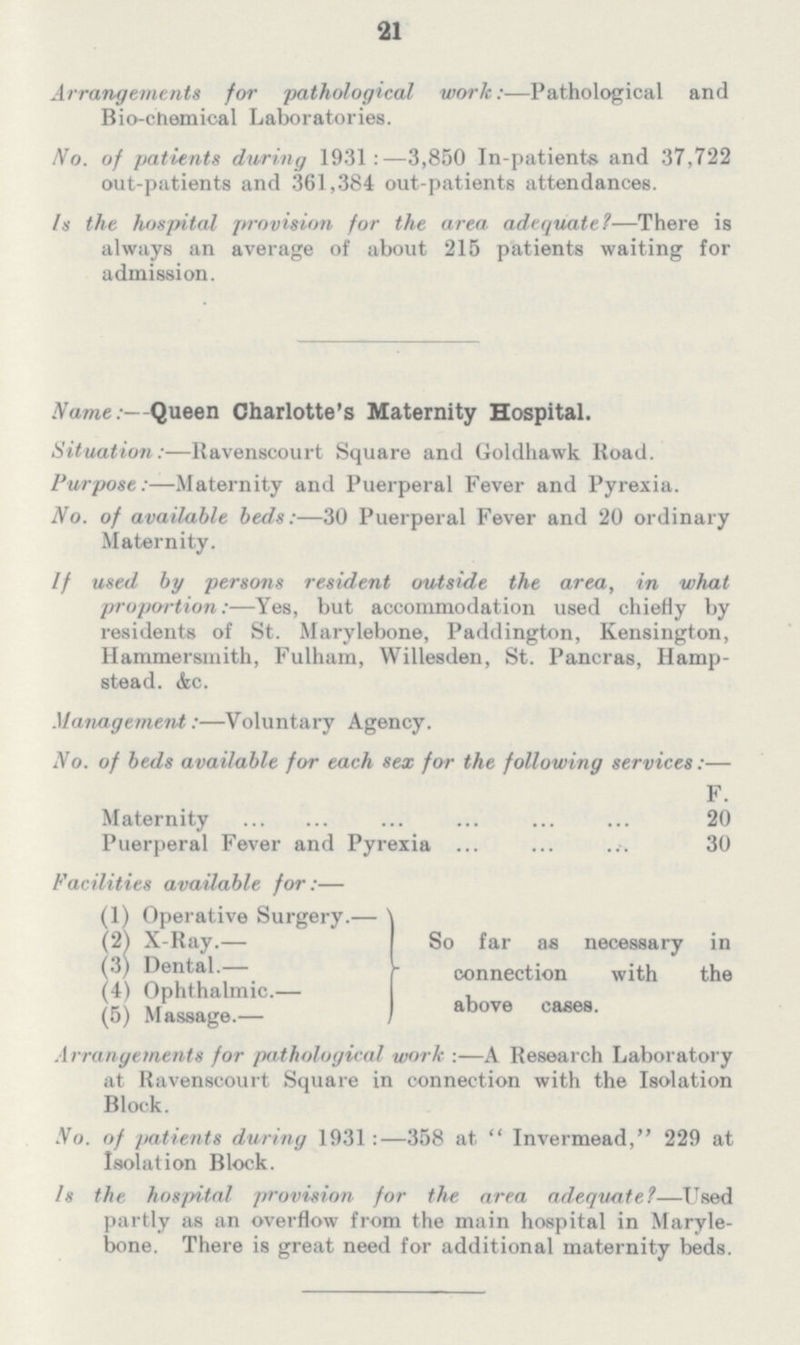 21
Arrangements for pathological work:—Pathological and
Bio-chemical Laboratories.
No. of patients during 1931:—3,850 In-patients and 37,722
out-patients and 361,384 out-patients attendances.
Is the hospital provision for the area adequate?—There is
always an average of about 215 patients waiting for
admission.
Name:—Queen Charlotte's Maternity Hospital.
Situation:—Ravenscourt Square and Goldhawk Road.
Purpose:—Maternity and Puerperal Fever and Pyrexia.
No. of available beds:—30 Puerperal Fever and 20 ordinary
Maternity.
If used by persons resident outside the area, in what
proportion:—Yes, but accommodation used chiefly by
residents of St. Marylebone, Paddington, Kensington,
Hammersmith, Fulham, Willesden, St. Pancras, Hamp-
stead. &c.
Management:—Voluntary Agency.
No. of beds available for each sex for the following services:—
F.
Maternity ... ... ... ... ... ... 20
Puerperal Fever and Pyrexia ... ... ... 30
Facilities available for:—
(1) Operative Surgery.—
(2) X-Ray.—
(3) Dental.—
(4) Ophthalmic.—
(5) Massage.—
So far as necessary in
connection with the
above cases.
Arrangements for pathological work :—A Research Laboratory
at Ravenscourt Square in connection with the Isolation
Block.
No. of patients during 1931:—358 at "Invermead," 229 at
Isolation Block.
Is the hospital provision for the area adequate?—Used
partly as an overflow from the main hospital in Maryle-
bone. There is great need for additional maternity beds.